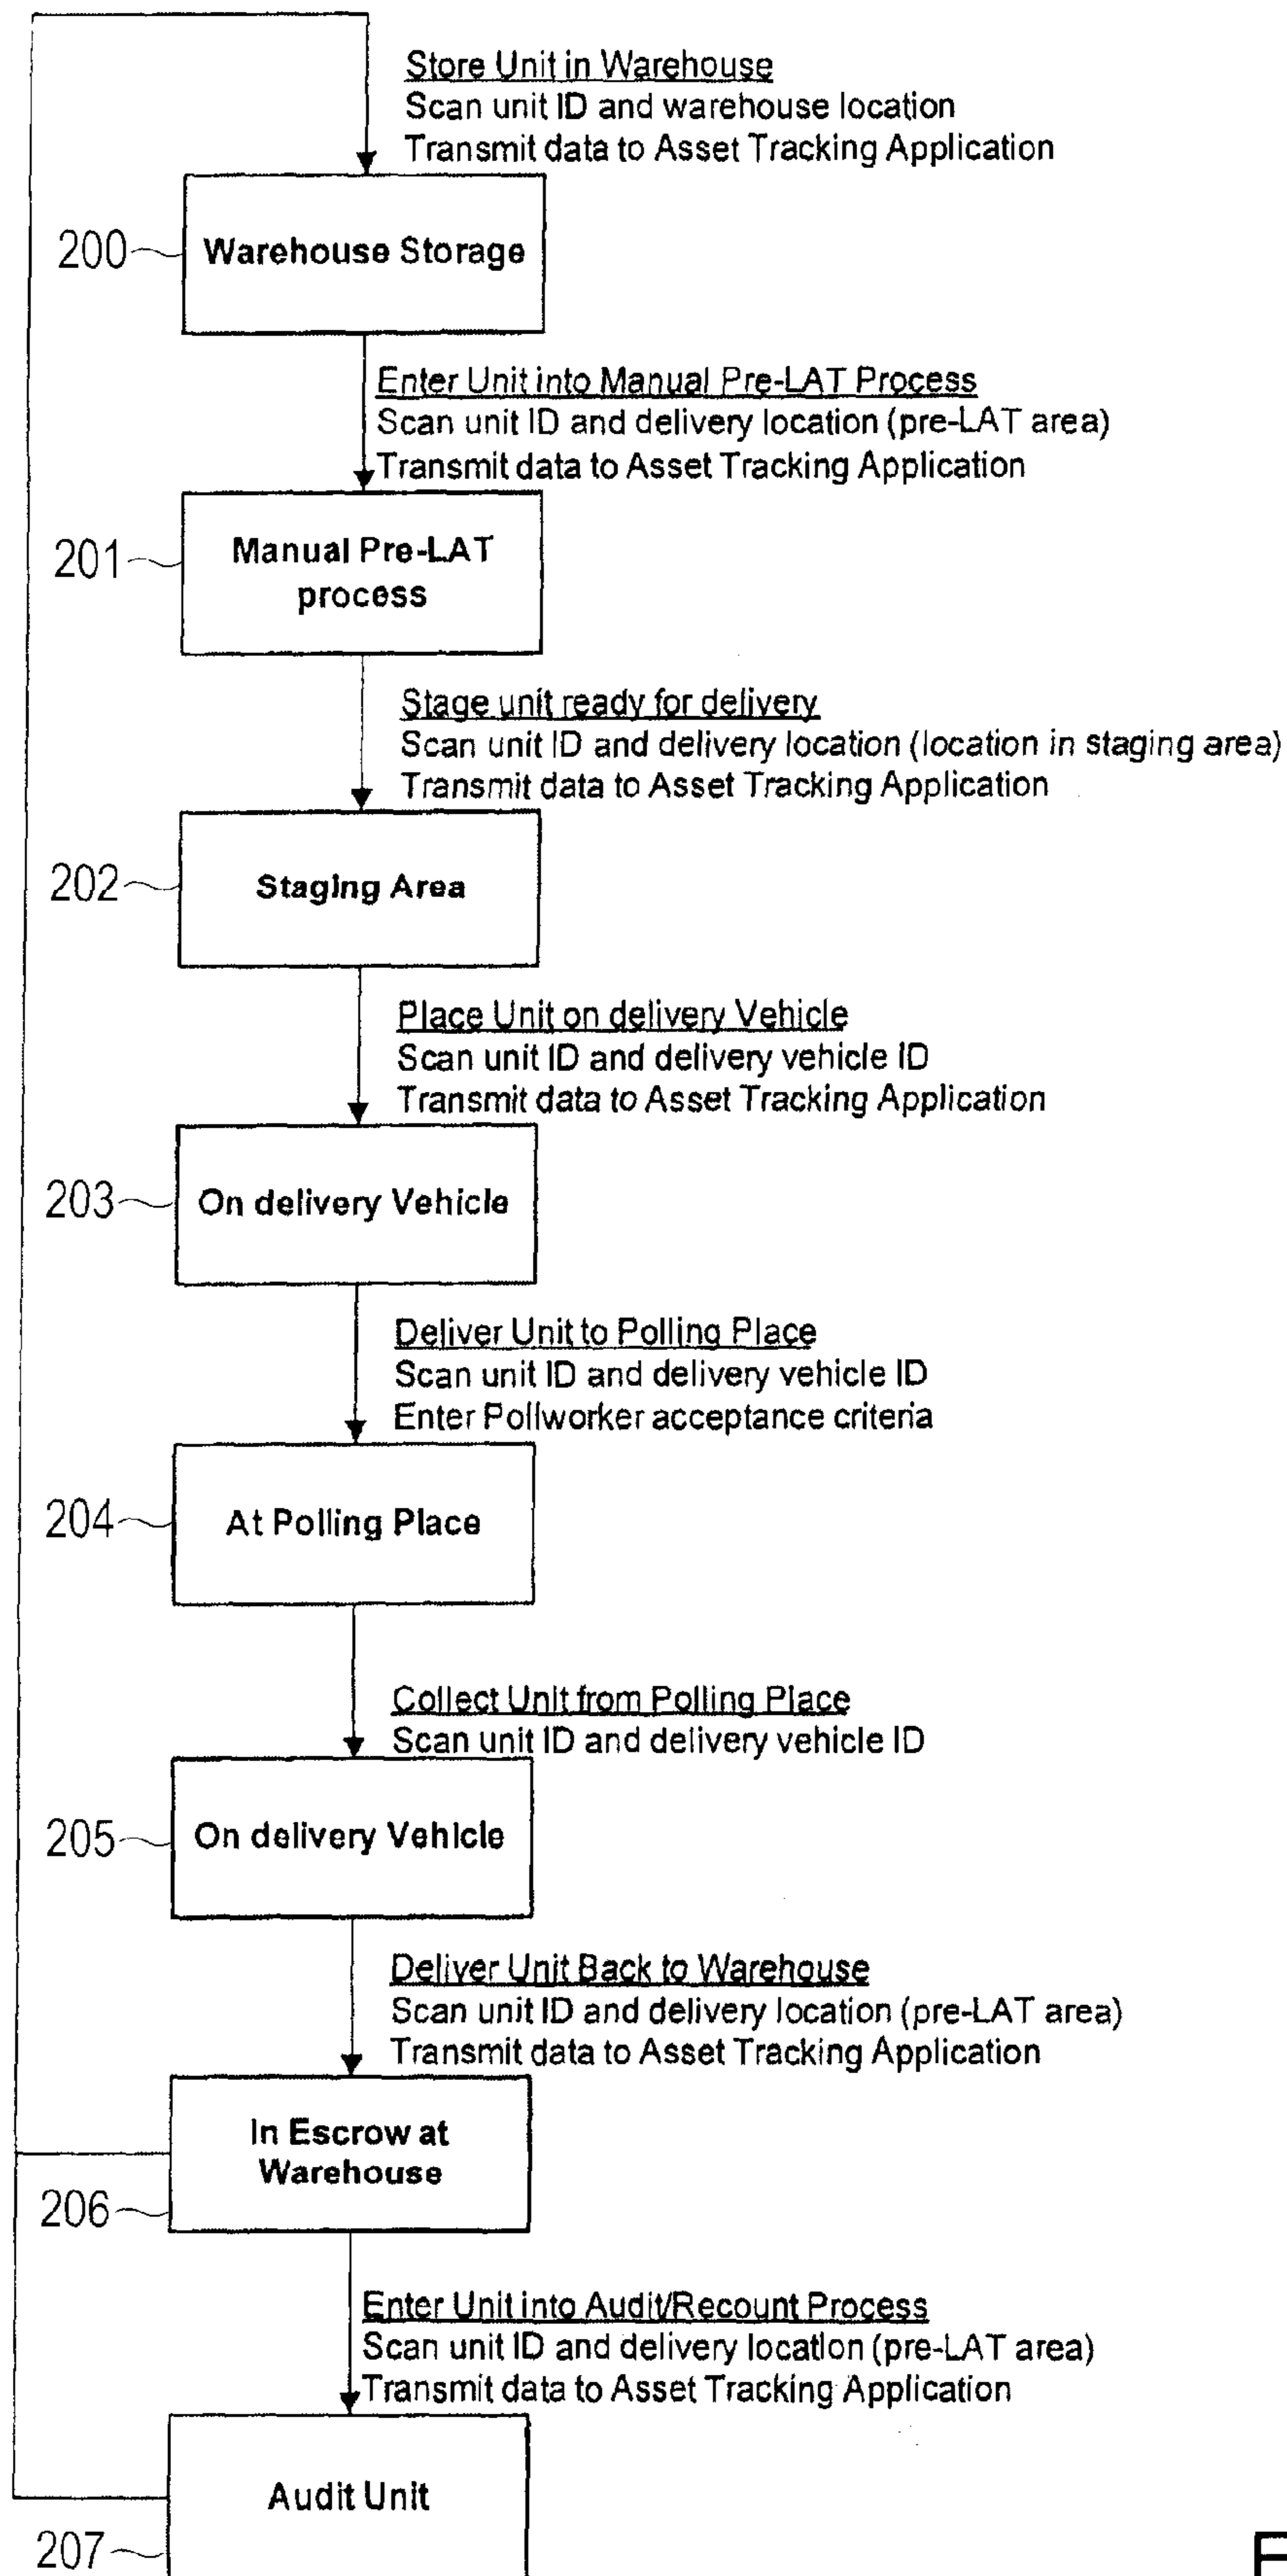 Store Unit in Warehouse
Scan unit ID and warehouse location
Transmit data to Asset Tracking Application
200
Warehouse Storage
Enter Unit into Manual Pre-LAT Process
Scan unit ID and delivery location (pre-LAT area)
Transmit data to Asset Tracking Application
201
Manual Pre-LAT
process
Stage unit ready for delivery
Scan unit ID and delivery location (location in staging area)
Transmit data to Asset Tracking Application
202
Staging Area
Place Unit on delivery Vehicle
Scan unit ID and delivery vehicle ID
Transmit data to Asset Tracking Application
203
On delivery Vehicle
Deliver Unit to Polling Place
Scan unit ID and delivery vehicle ID
Enter Pollworker acceptance criteria
204
At Polling Place
Collect Unit from Polling Place
Scan unit ID and delivery vehicle ID
205
On delivery Vehicle
Deliver Unit Back to Warehouse
Scan unit ID and delivery location (pre-LAT area)
Transmit data to Asset Tracking Application
In Escrow at
Warehouse
206
Enter Unit into Audit/Recount Process
Scan unit ID and delivery location (pre-LAT area)
Transmit data to Asset Tracking Application
Audit Unit
207